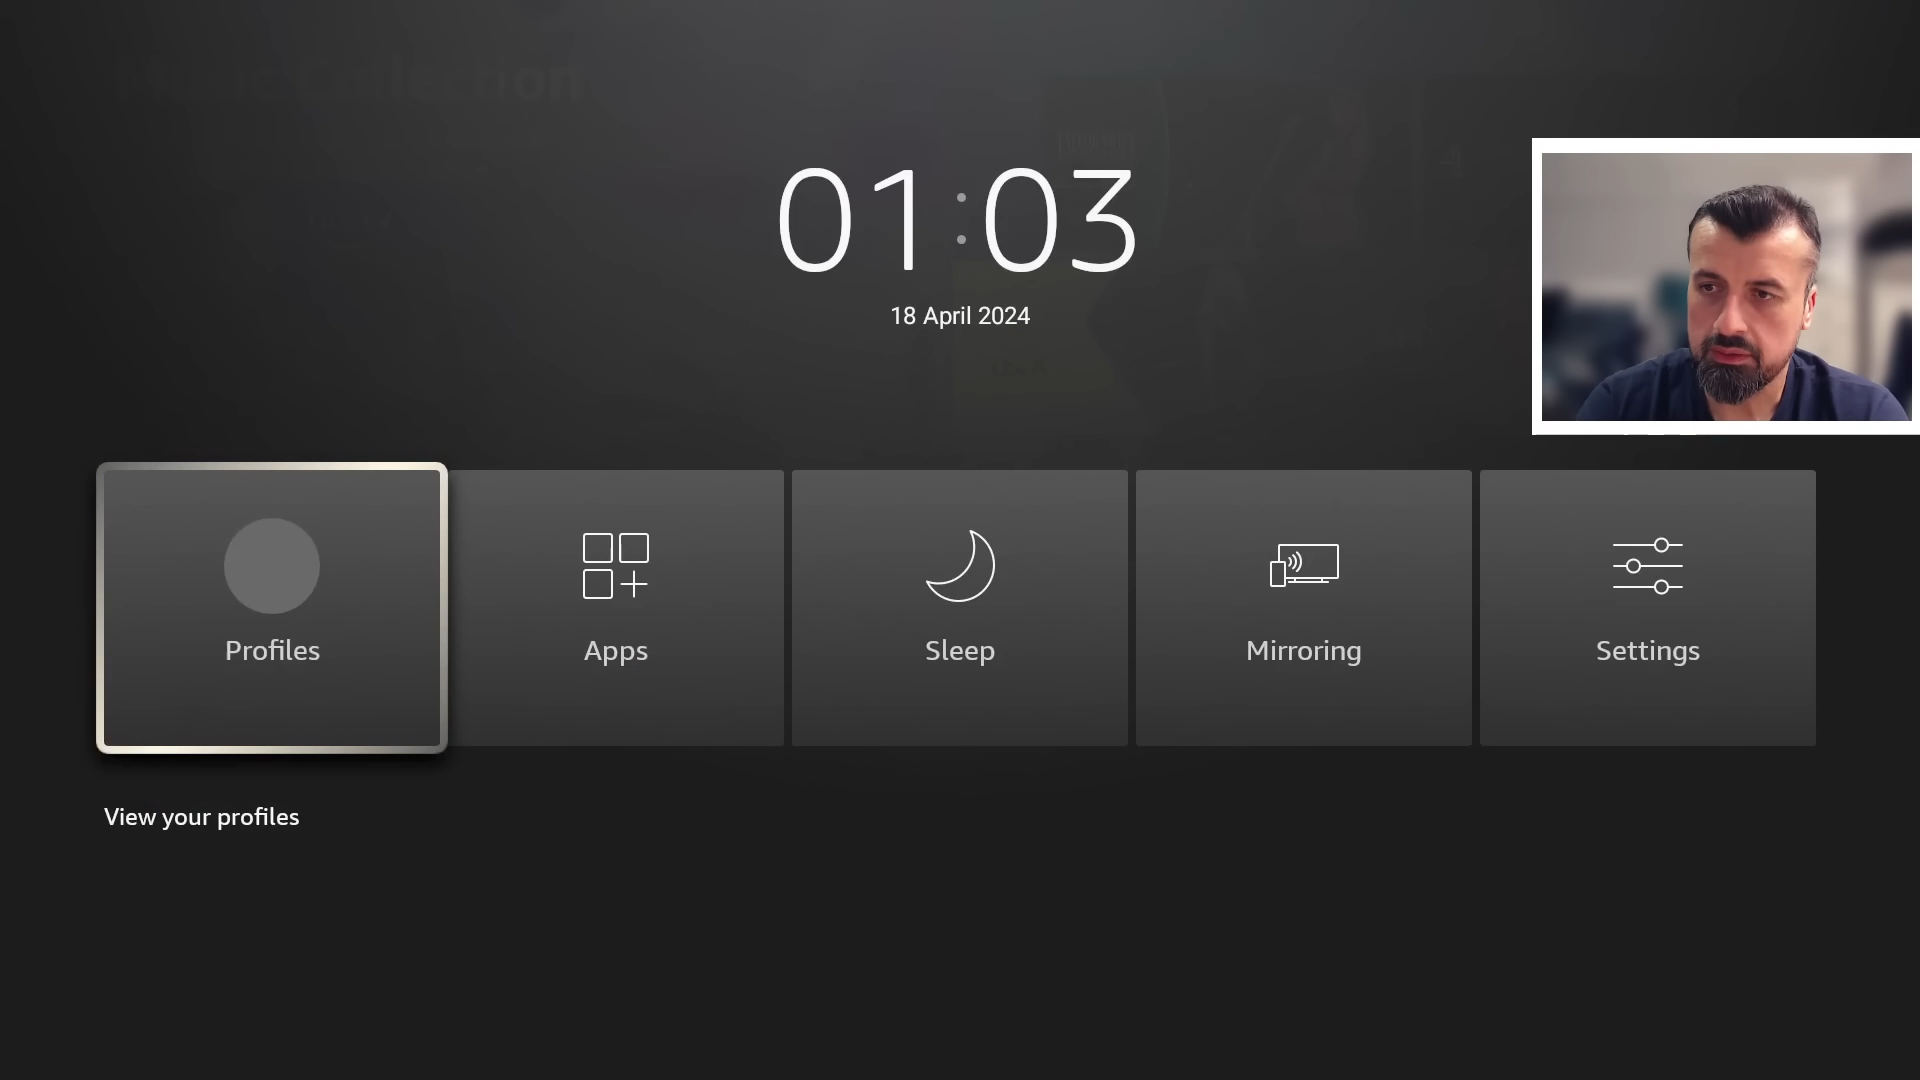 01:03
18 April 2024
Profiles
Apps
Sleep
Mirroring
Settings
View your profiles